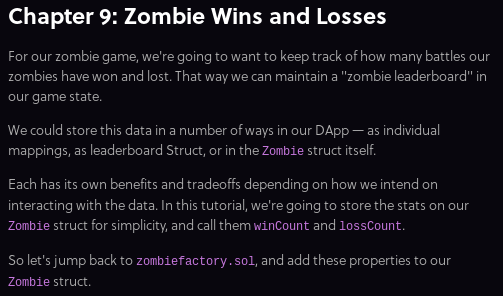 Chapter 9: Zombie Wins and Losses
For our zombie game, we're going to want to keep track of how many battles our
zombies have won and lost. That way we can maintain a "zombie leaderboard" in
our game state.
We could store this data in a number of ways in our DApp — as individual
mappings, as leaderboard Struct, or in the Zombie struct itself.
Each has its own benefits and tradeoffs depending on how we intend on
interacting with the data. In this tutorial, we're going to store the stats on our
Zombie struct for simplicity, and call them winCount and lossCount.
So let's jump back to zombiefactory.sol, and add these properties to our
Zombie struct.